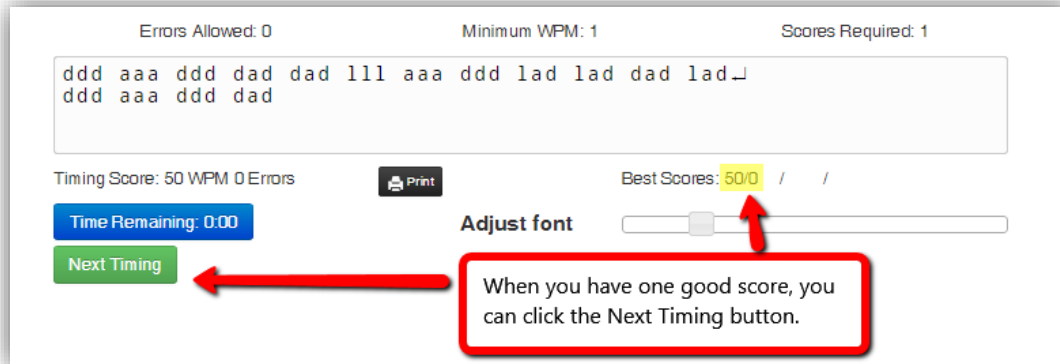 Errors Allowed: 0 Minimum WPM: 1 Scores Required: 1
ddd aaa ddd dad dad lll aaa ddd lad lad dad lad↵
ddd aaa ddd dad
Timing Score: 50 WPM 0 Errors Print Best Scores: 50/0 / /
Time Remaining: 0:00 Adjust font
Next Timing
When you have one good score, you
can click the Next Timing button.